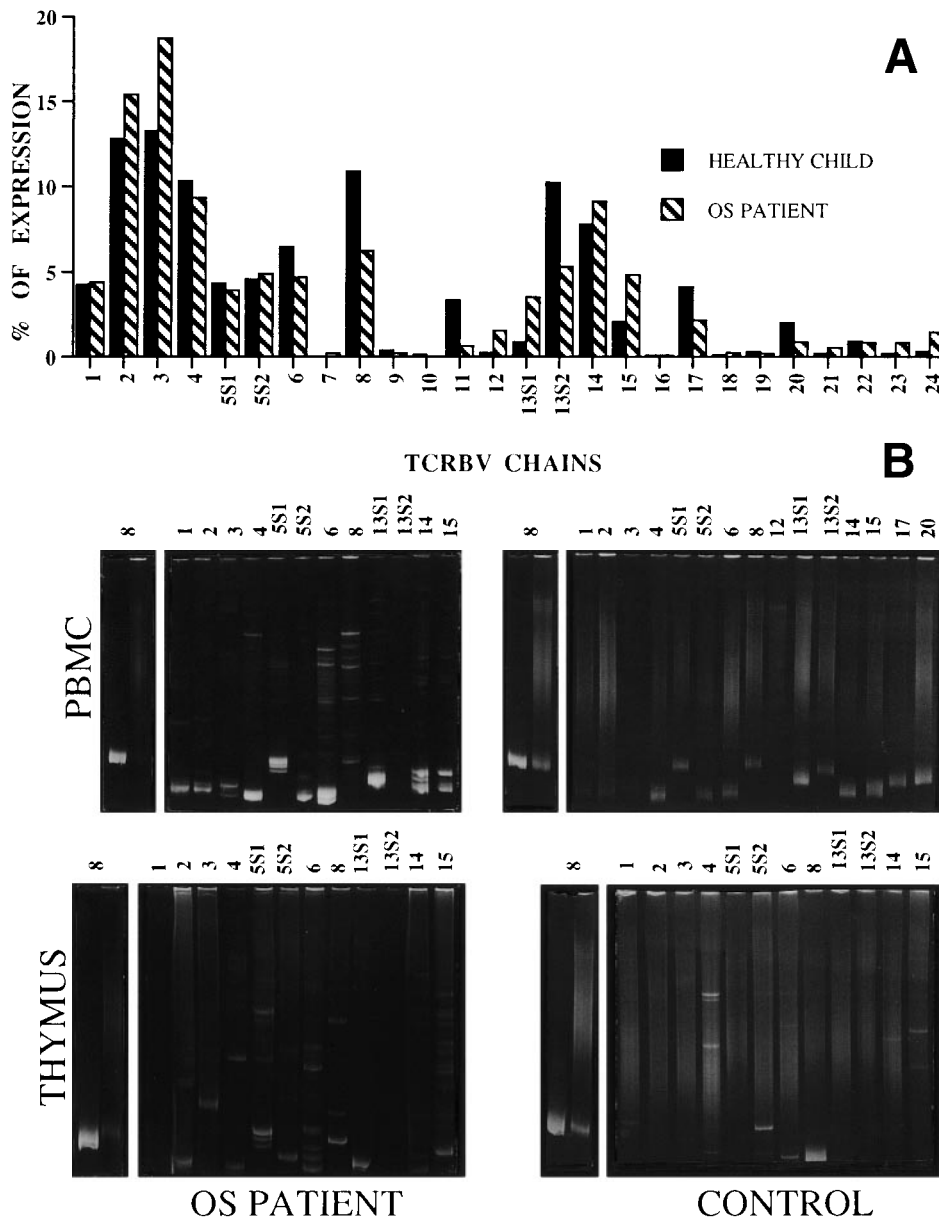 A
20
15
10
5
0
% OF EXPRESSION
HEALTHY CHILD
OS PATIENT
1 2 3 4 5S1 5S2 6 7 8 9 10 11 12 13S1 13S2 14 15 16 17 18 19 20 21 22 23 24
TCRBV CHAINS
B
PBMC
8 1 2 3 4 5S1 5S2 6 8 13S1 13S2 14 15
8 1 2 3 4 5S1 5S2 6 8 12 13S1 13S2 14 15 17 20
THYMUS
8 1 2 3 4 5S1 5S2 6 8 13S1 13S2 14 15
8 1 2 3 4 5S1 5S2 6 8 13S1 13S2 14 15
OS PATIENT
CONTROL